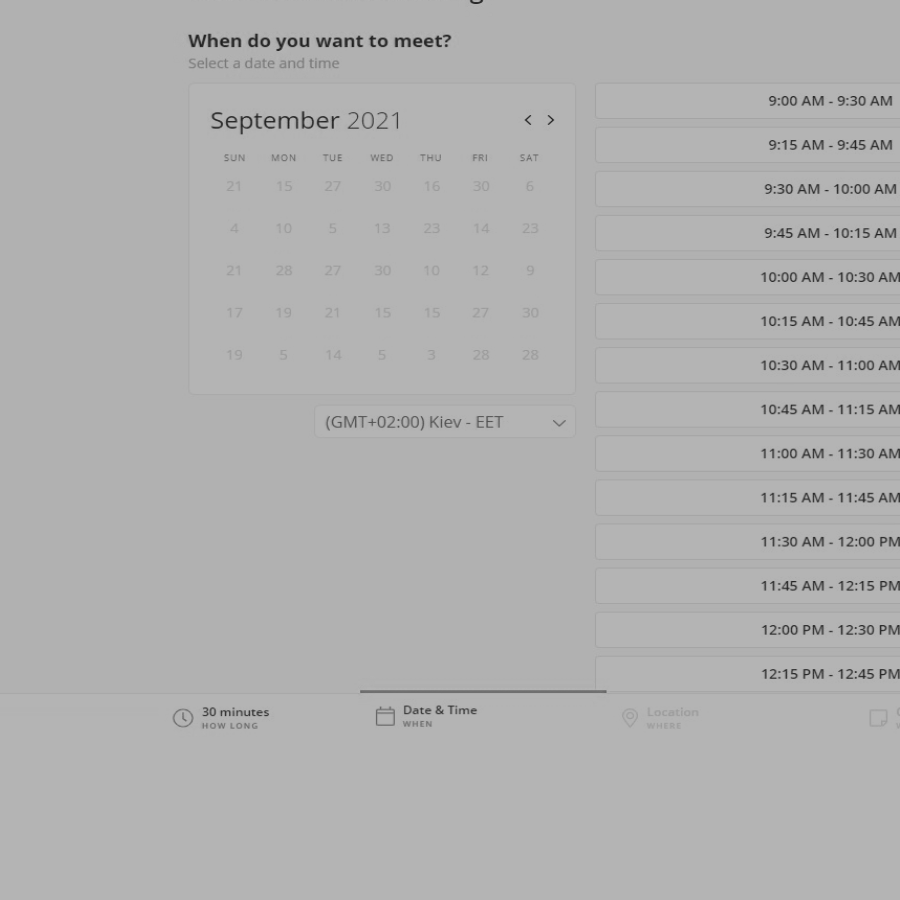 When do you want to meet?
Select a date and time
September 2021
SUN MON TUE WED THU FRI SAT
21 15 27 30 16 30 6
4 10 5 13 23 14 23
21 28 27 30 10 12 9
17 19 21 15 15 27 30
19 5 14 5 3 28 28
(GMT+02:00) Kiev - EET
9:00 AM - 9:30 AM
9:15 AM - 9:45 AM
9:30 AM - 10:00 AM
9:45 AM - 10:15 AM
10:00 AM - 10:30 AM
10:15 AM - 10:45 AM
10:30 AM - 11:00 AM
10:45 AM - 11:15 AM
11:00 AM - 11:30 AM
11:15 AM - 11:45 AM
11:30 AM - 12:00 PM
11:45 AM - 12:15 PM
12:00 PM - 12:30 PM
12:15 PM - 12:45 PM
30 minutes
HOW LONG
Date & Time
WHEN
Location
WHERE